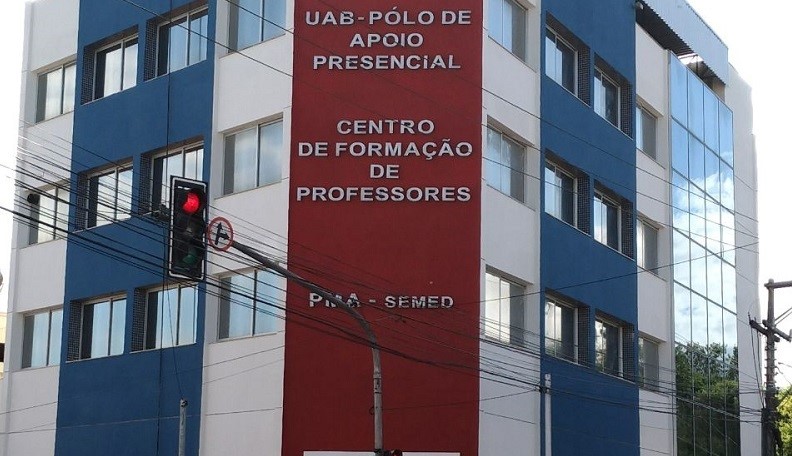 UAB-PÓLO DE
APOIO
PRESENCiAL
CENTRO
DE FORMAÇÃO
DE
PROFESSORES
PMA - SEMED